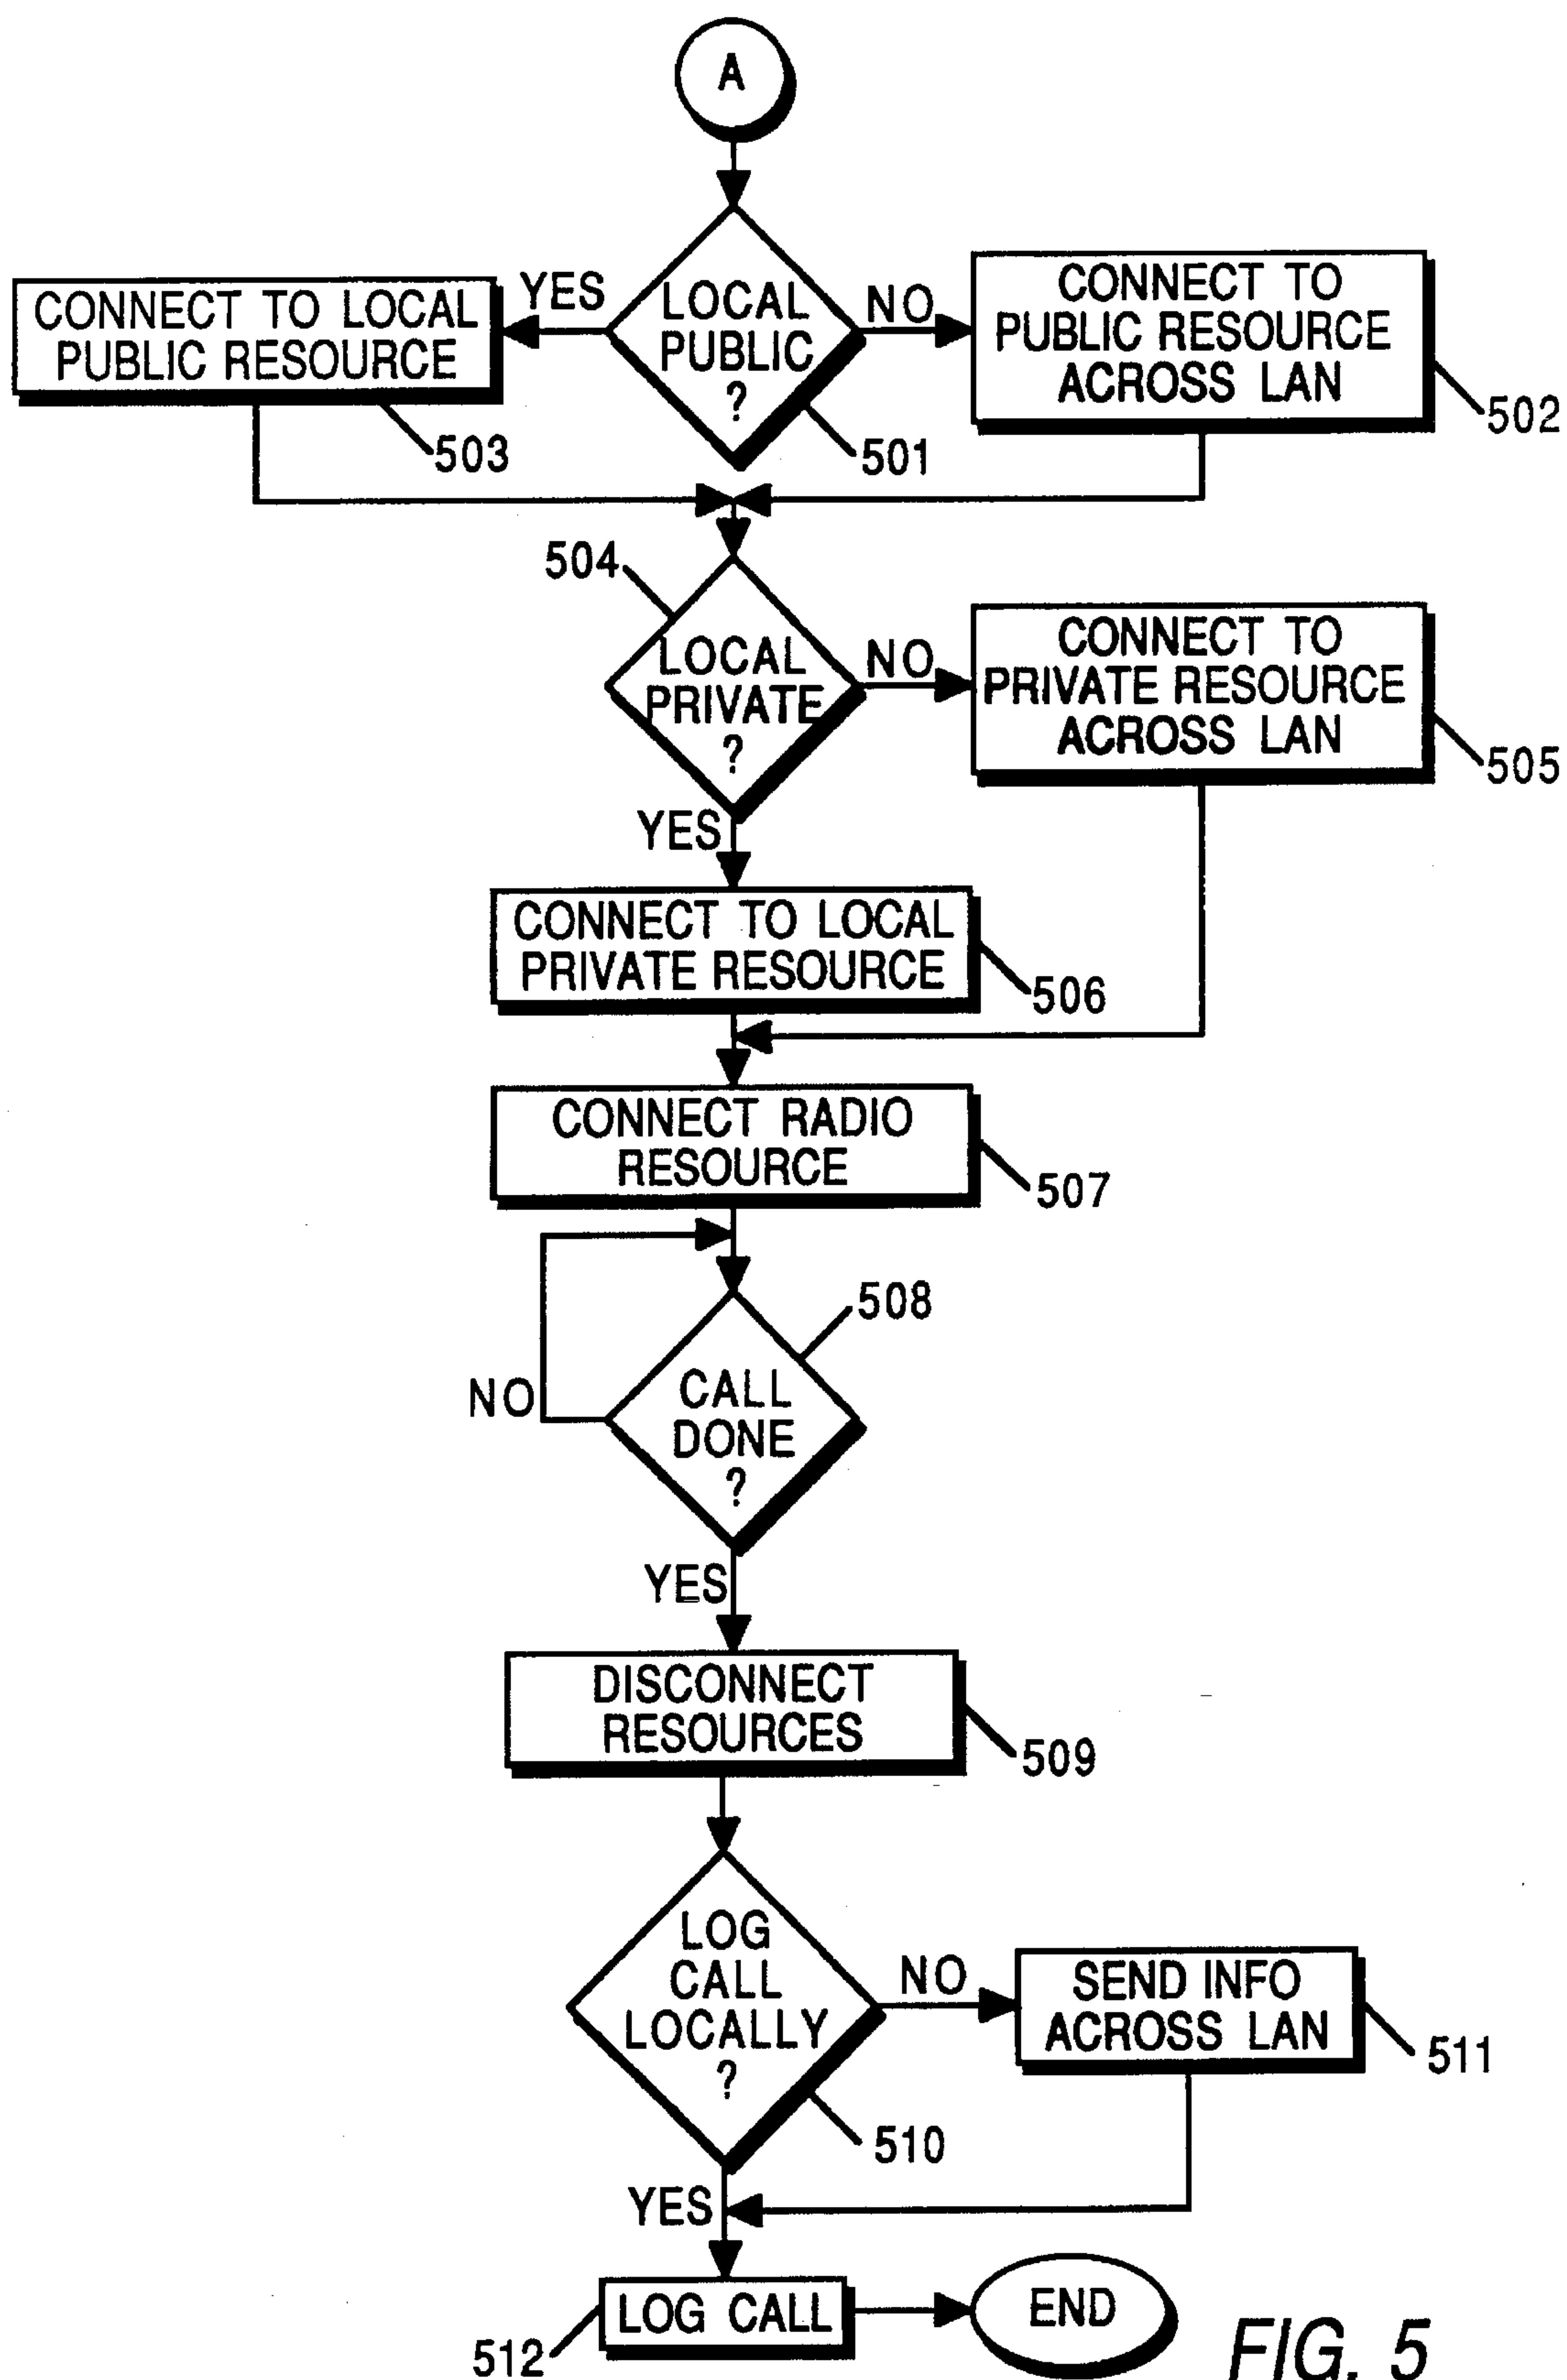 A
LOCAL
PUBLIC
?
501
YES
CONNECT TO LOCAL
PUBLIC RESOURCE
503
NO
CONNECT TO
PUBLIC RESOURCE
ACROSS LAN
502
504
LOCAL
PRIVATE
?
NO
CONNECT TO
PRIVATE RESOURCE
ACROSS LAN
505
YES
CONNECT TO LOCAL
PRIVATE RESOURCE
506
CONNECT RADIO
RESOURCE
507
508
CALL
DONE
?
NO
YES
DISCONNECT
RESOURCES
509
LOG
CALL
LOCALLY
?
510
NO
SEND INFO
ACROSS LAN
511
YES
LOG CALL
512
END
FIG. 5